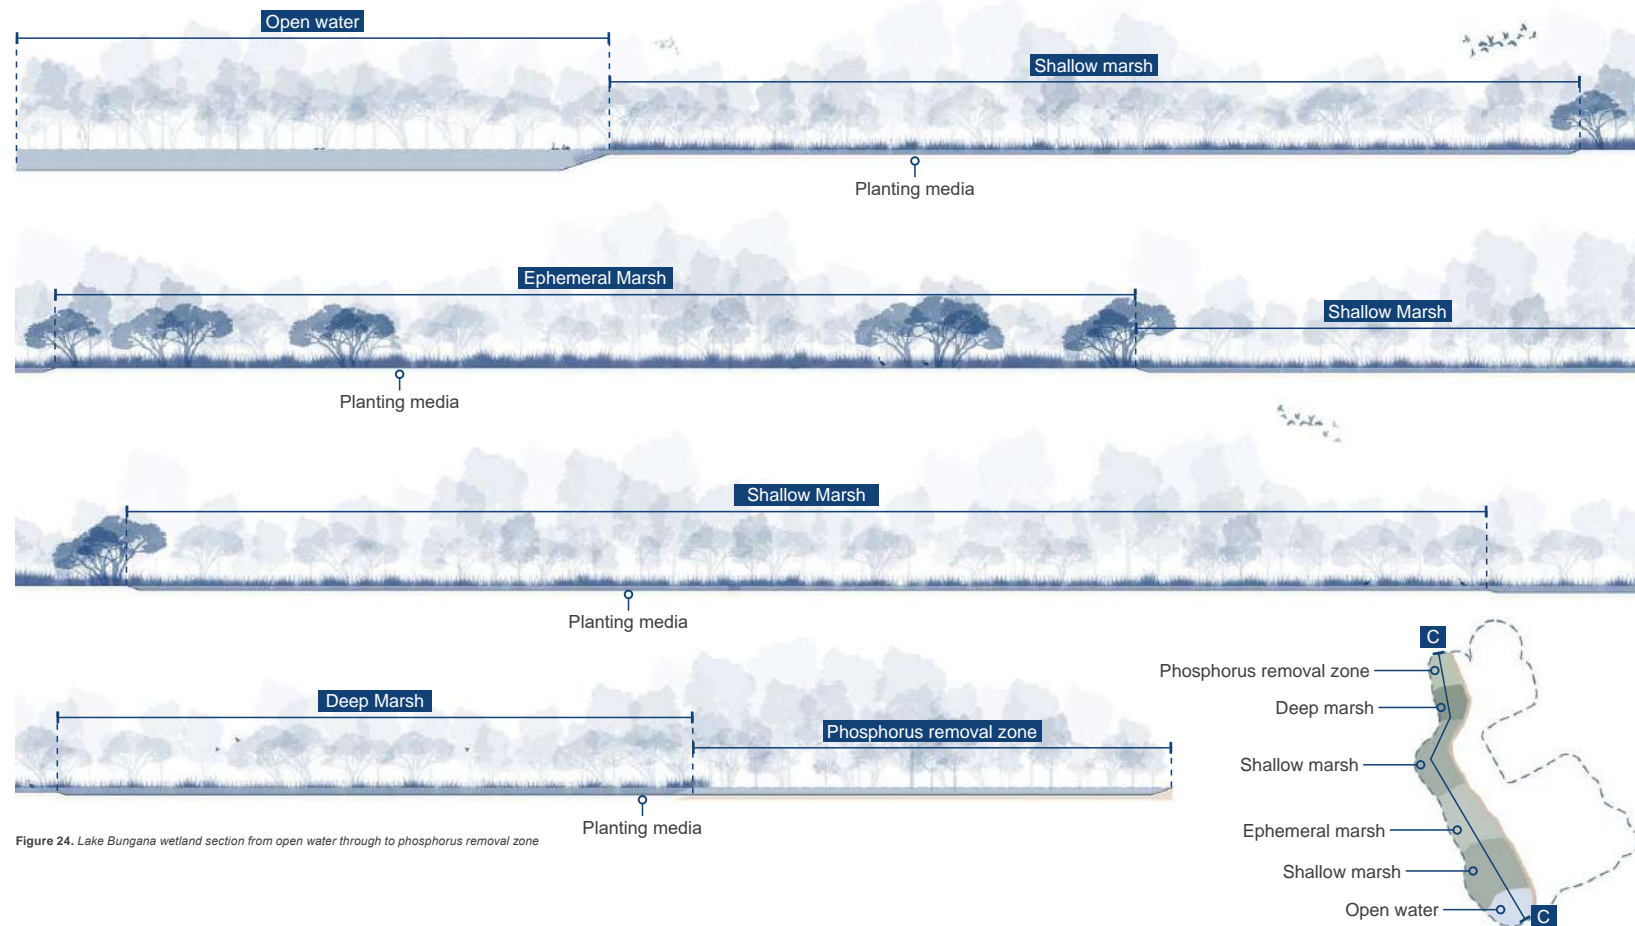 Open water
Shallow marsh
Planting media
Ephemeral Marsh
Shallow Marsh
Planting media
Shallow Marsh
Planting media
Deep Marsh
Phosphorus removal zone
Planting media
Figure 24. Lake Bungana wetland section from open water through to phosphorus removal zone
C
Phosphorus removal zone
Deep marsh
Shallow marsh
Ephemeral marsh
Shallow marsh
Open water
C